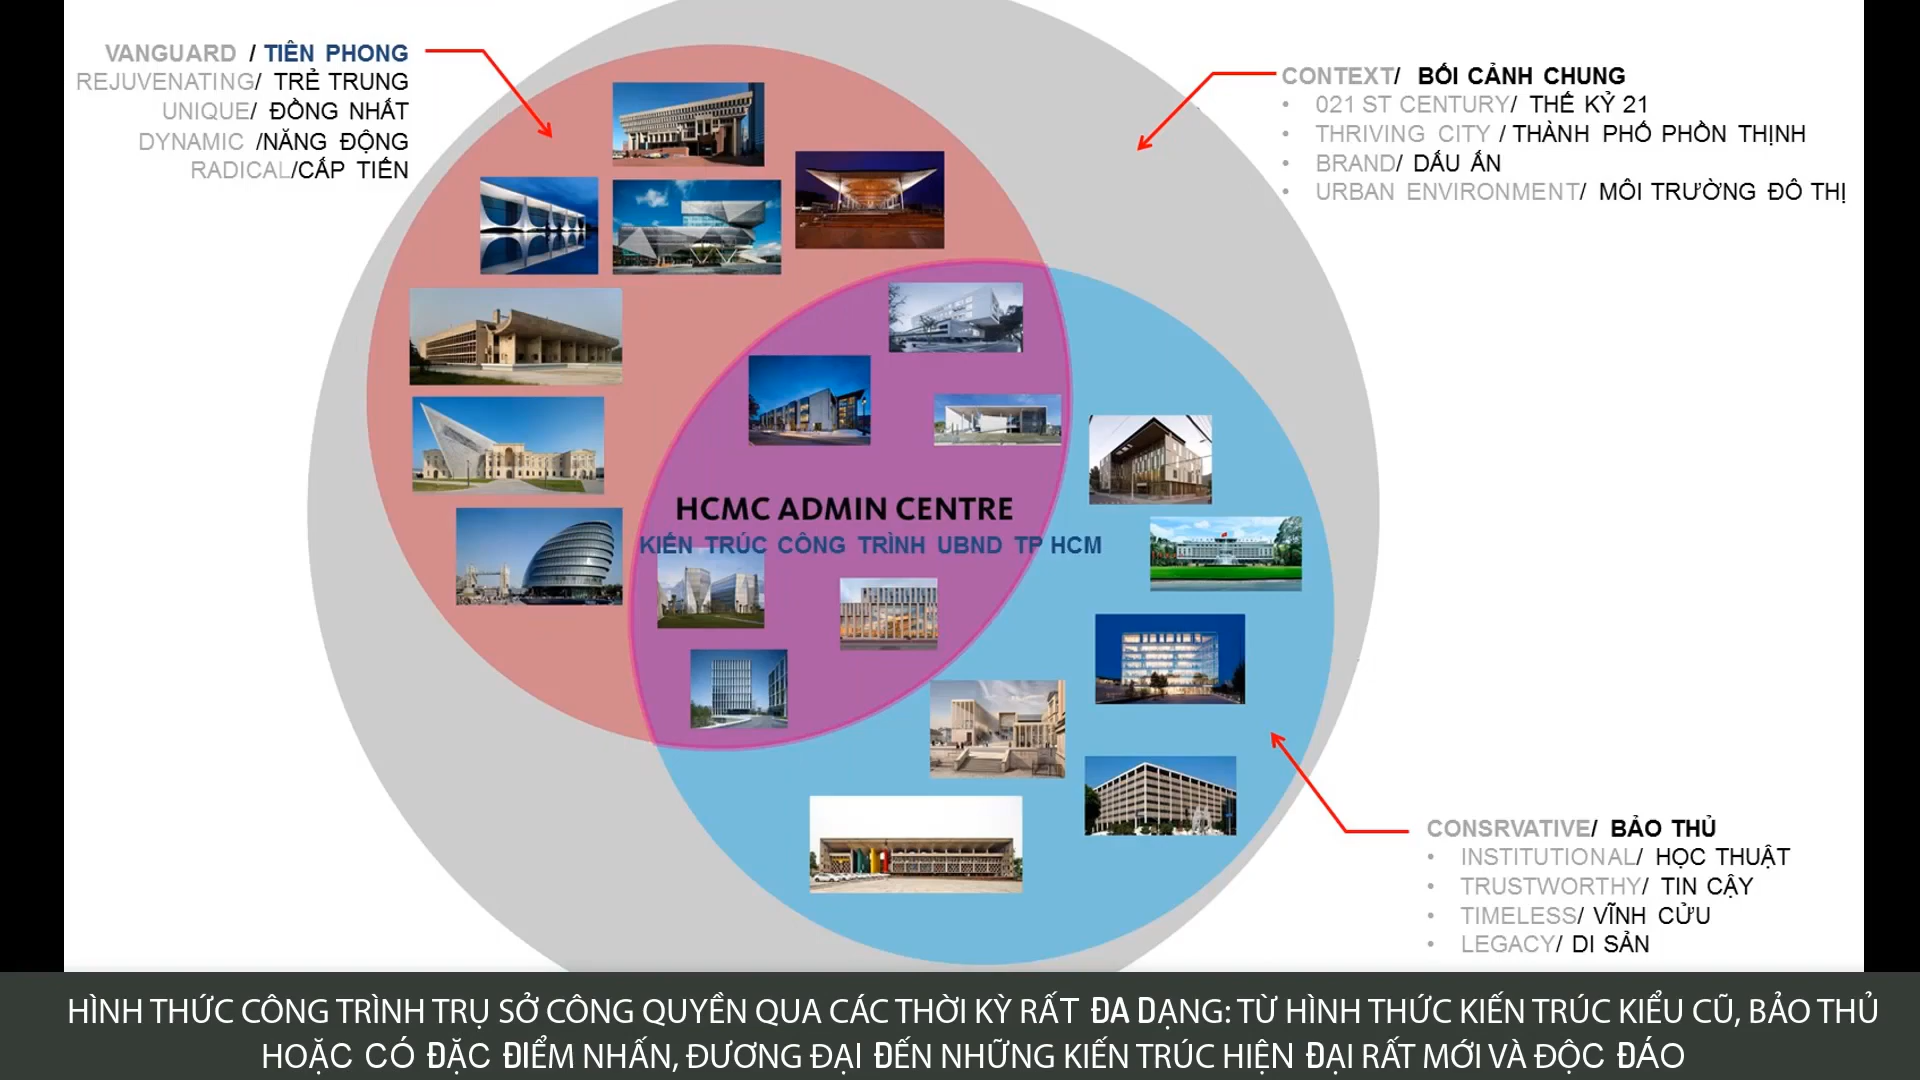 VANGUARD / TIÊN PHONG
REJUVENATING/ TRẺ TRUNG
UNIQUE/ ĐỒNG NHẤT
DYNAMIC /NĂNG ĐỘNG
RADICAL/CẤP TIẾN
CONTEXT/ BỐI CẢNH CHUNG
• 021 ST CENTURY/ THẾ KỶ 21
• THRIVING CITY / THÀNH PHỐ PHỒN THỊNH
• BRAND/ DẤU ẤN
• URBAN ENVIRONMENT/ MÔI TRƯỜNG ĐÔ THỊ
HCMC ADMIN CENTRE
KIẾN TRÚC CÔNG TRÌNH UBND TP HCM
CONSRVATIVE/ BẢO THỦ
• INSTITUTIONAL/ HỌC THUẬT
• TRUSTWORTHY/ TIN CẬY
• TIMELESS/ VĨNH CỬU
• LEGACY/ DI SẢN
HÌNH THỨC CÔNG TRÌNH TRỤ SỞ CÔNG QUYỀN QUA CÁC THỜI KỲ RẤT ĐA DẠNG: TỪ HÌNH THỨC KIẾN TRÚC KIỂU CŨ, BẢO THỦ
HOẶC CÓ ĐẶC ĐIỂM NHẤN, ĐƯƠNG ĐẠI ĐẾN NHỮNG KIẾN TRÚC HIỆN ĐẠI RẤT MỚI VÀ ĐỘC ĐÁO